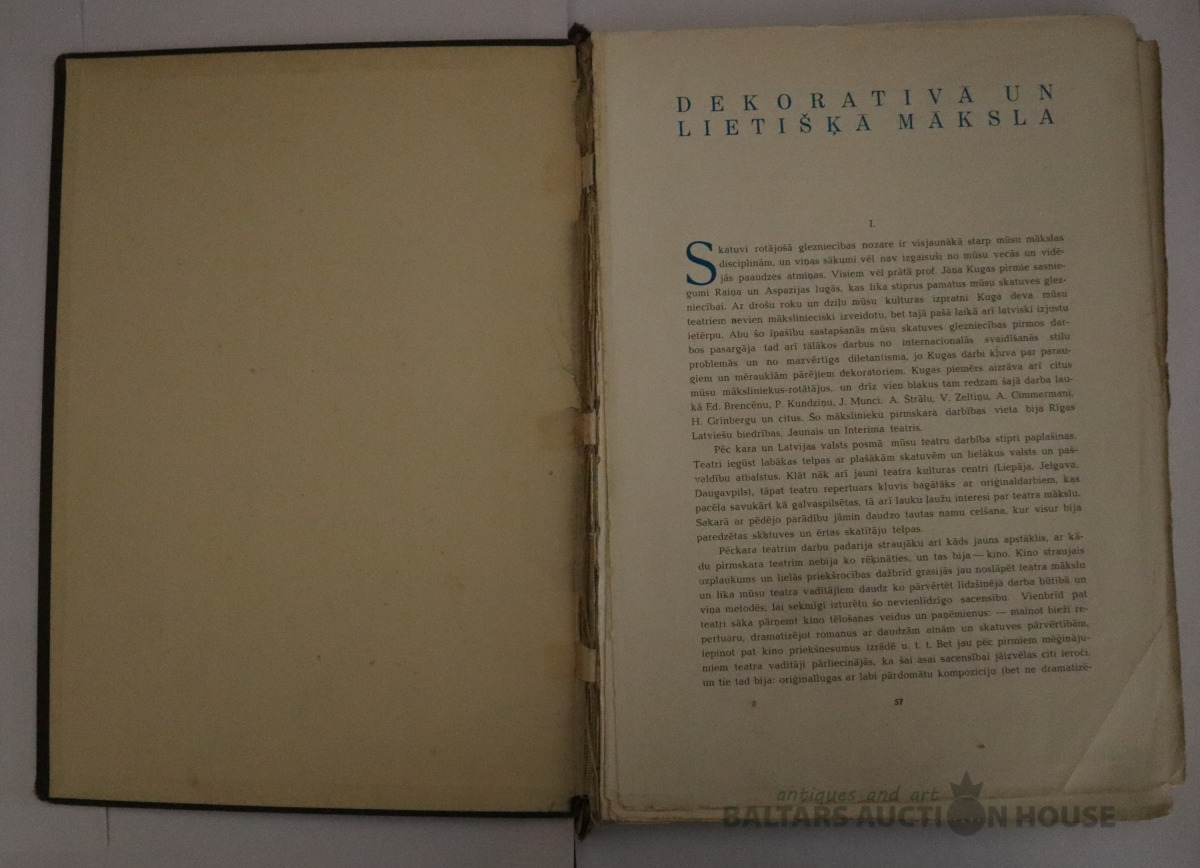 DEKORATIVA UN
LIETIŠĶĀ MĀKSLA
I.
Skatuvi rotājošā glezniecības nozare ir visjaunākā starp mūsu mākslas
disciplinām, un viņas sākumi vēl nav izgaisuši no mūsu vecās un vidē-
jās paaudzes atmiņas. Visiem vēl prātā prof. Jāņa Kugas pirmie sasnie-
gumi Raiņa un Aspazijas lugās, kas lika stiprus pamatus mūsu skatuves glez-
niecībai. Ar drošu roku un dziļu mūsu kulturas izpratni Kuga deva mūsu
teatriem nevien mākslinieciski izveidotu, bet tajā pašā laikā arī latviski izjustu
ietērpu. Abu šo īpašību sastapšanās mūsu skatuves glezniecības pirmos dar-
bos pasargāja tad arī tālākos darbus no internacionalās svaidīšanās stilu
problemās un no mazvērtīga diletantisma, jo Kugas darbi kļuva par parau-
giem un mērauklām pārējiem dekoratoriem. Kugas piemērs aizrāva arī citus
mūsu māksliniekus-rotātājus, un drīz vien blakus tam redzam šajā darba lau-
kā Ed. Brencēnu, P. Kundziņu, J. Munci, A. Štrālu, V. Zeltiņu, A. Cimmermani,
H. Grinbergu un citus. Šo mākslinieku pirmskara darbības vieta bija Rīgas
Latviešu biedrības, Jaunais un Interima teatris.
Pēc kara un Latvijas valsts posmā mūsu teatru darbība stipri paplašinas.
Teatri iegūst labākas telpas ar plašākām skatuvēm un lielākus valsts un paš-
valdību atbalstus. Klāt nāk arī jauni teatra kulturas centri (Liepāja, Jelgava,
Daugavpils), tāpat teatru repertuars kļuvis bagātāks ar oriģinaldarbiem, kas
pacēla savukārt kā galvaspilsētas, tā arī lauku ļaužu interesi par teatra mākslu.
Sakarā ar pēdējo parādību jāmin daudzo tautas namu celšana, kur visur bija
paredzētas skatuves un ērtas skatītāju telpas.
Pēckara teatrim darbu padarija straujāku arī kāds jauns apstāklis, ar kā-
du pirmskara teatrim nebija ko rēķināties, un tas bija — kino. Kino straujais
uzplaukums un lielās priekšrocības dažbrīd grasijās jau noslāpēt teatra mākslu
un lika mūsu teatra vadītājiem daudz ko pārvērtēt līdzšinējā darba būtībā un
viņa metodēs, lai sekmīgi izturētu šo nevienlīdzīgo sacensību. Vienbrīd pat
teatri sāka pārņemt kino tēlošanas veidus un paņēmienus: — mainot bieži re-
pertuaru, dramatizējot romanus ar daudzām ainām un skatuves pārvērtībām,
iepinot pat kino priekšnesumus izrādē u. t. t. Bet jau pēc pirmiem mēģināju-
miem teatra vadītāji pārliecinājās, ka šai asai sacensībai jāizvēlas citi ieroči,
un tie tad bija: oriģinallugas ar labi pārdomātu kompoziciju (bet ne dramatizē-
8
57
antiques and art
BALTARS AUCTION HOUSE